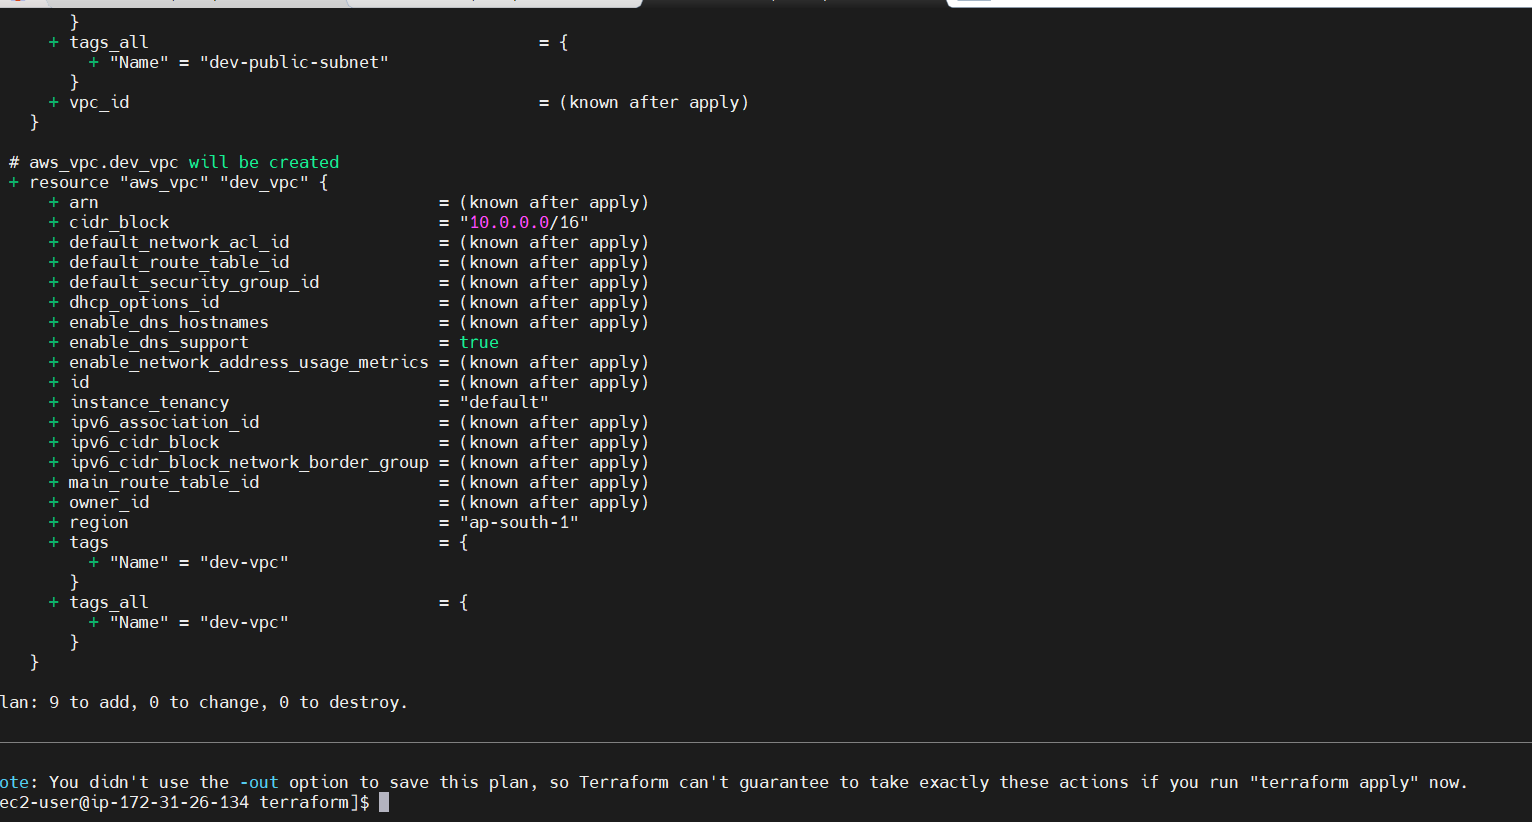 }
+ tags_all = {
+ "Name" = "dev-public-subnet"
}
+ vpc_id = (known after apply)
}
# aws_vpc.dev_vpc will be created
+ resource "aws_vpc" "dev_vpc" {
+ arn = (known after apply)
+ cidr_block = "10.0.0.0/16"
+ default_network_acl_id = (known after apply)
+ default_route_table_id = (known after apply)
+ default_security_group_id = (known after apply)
+ dhcp_options_id = (known after apply)
+ enable_dns_hostnames = (known after apply)
+ enable_dns_support = true
+ enable_network_address_usage_metrics = (known after apply)
+ id = (known after apply)
+ instance_tenancy = "default"
+ ipv6_association_id = (known after apply)
+ ipv6_cidr_block = (known after apply)
+ ipv6_cidr_block_network_border_group = (known after apply)
+ main_route_table_id = (known after apply)
+ owner_id = (known after apply)
+ region = "ap-south-1"
+ tags = {
+ "Name" = "dev-vpc"
}
+ tags_all = {
+ "Name" = "dev-vpc"
}
}
lan: 9 to add, 0 to change, 0 to destroy.
ote: You didn't use the -out option to save this plan, so Terraform can't guarantee to take exactly these actions if you run "terraform apply" now.
ec2-user@ip-172-31-26-134 terraform]$